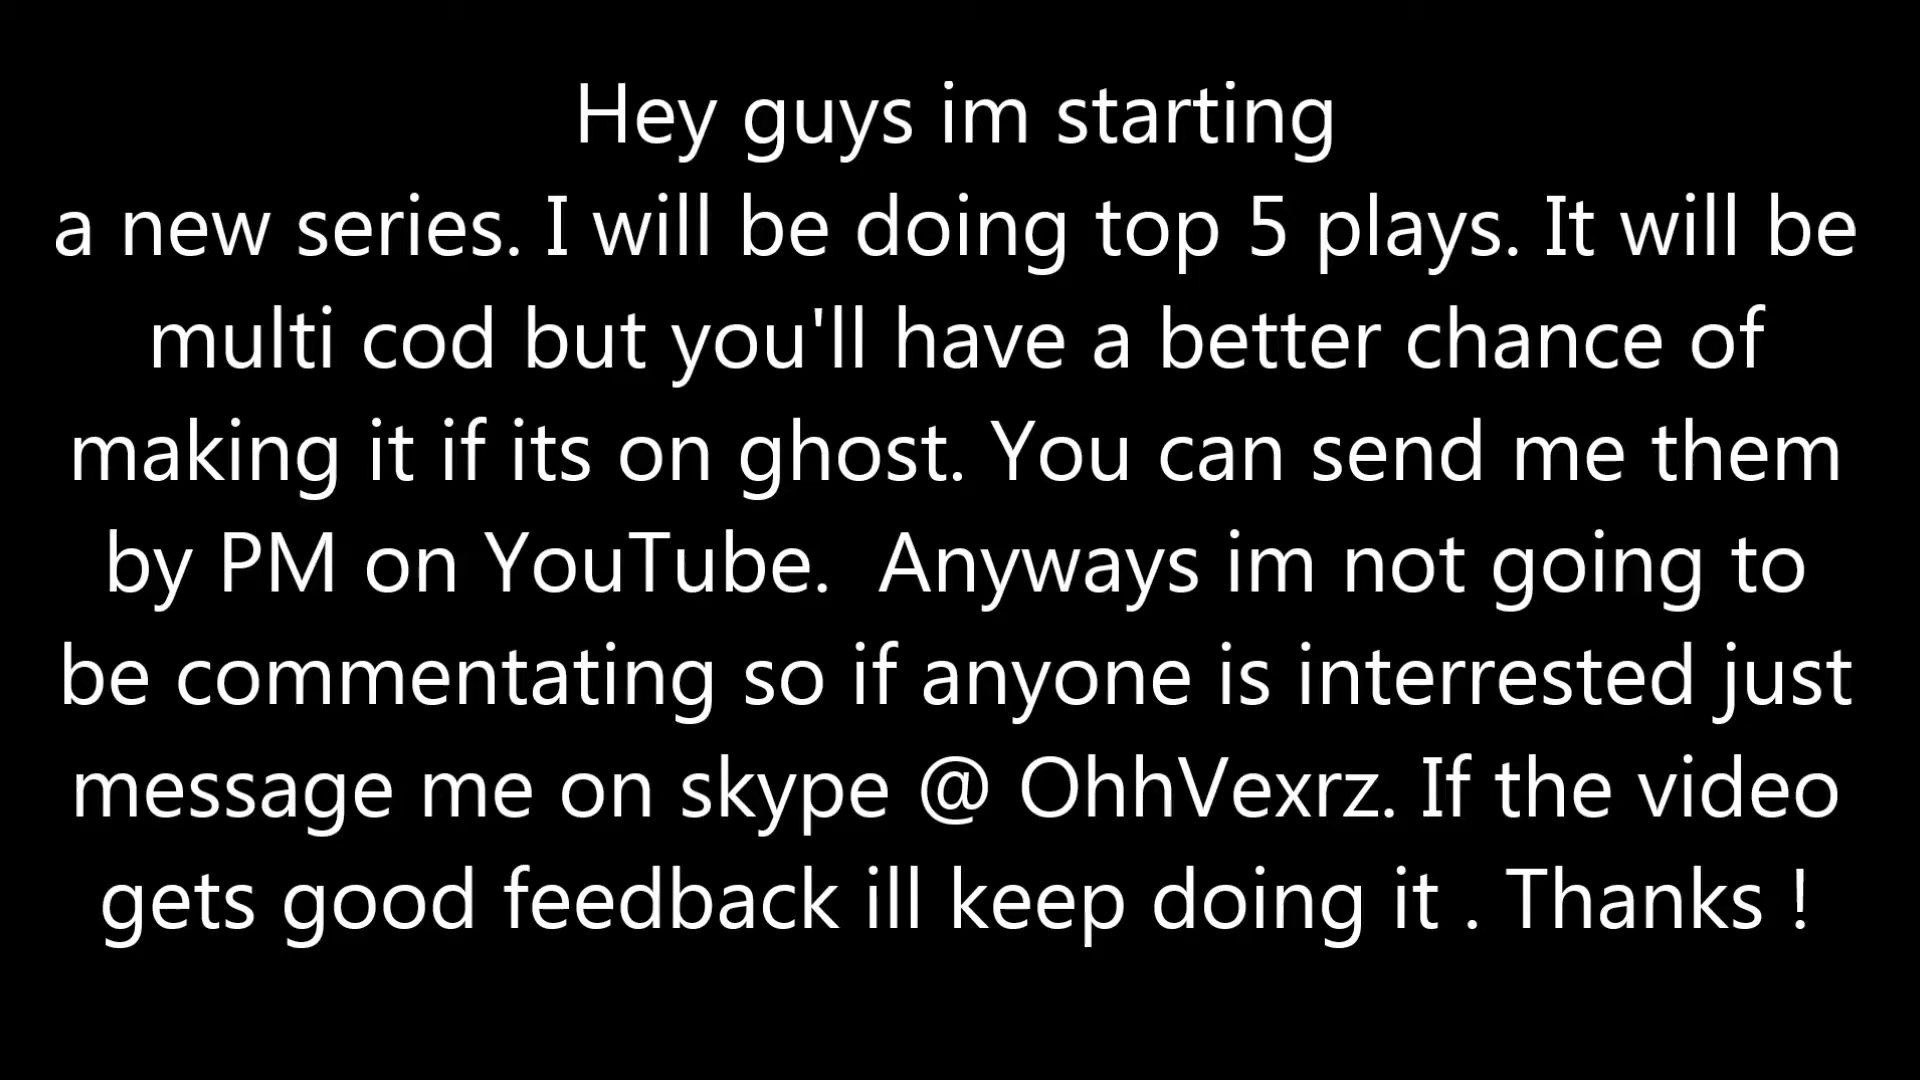 Hey guys im starting
a new series. I will be doing top 5 plays. It will be
multi cod but you'll have a better chance of
making it if its on ghost. You can send me them
by PM on YouTube.  Anyways im not going to
be commentating so if anyone is interrested just
message me on skype @ OhhVexrz. If the video
gets good feedback ill keep doing it . Thanks !